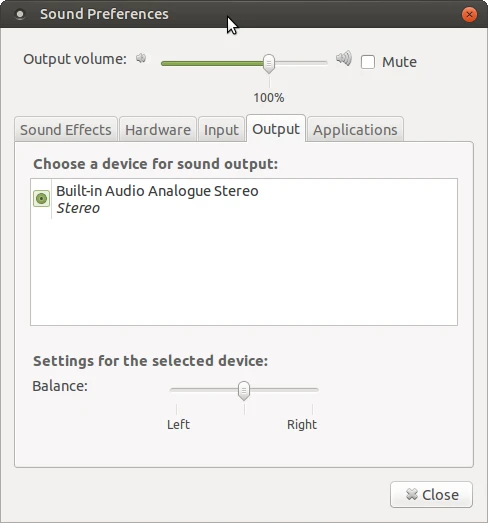 Sound Preferences
Output volume:
Mute
100%
Sound Effects
Hardware
Input
Output
Applications
Choose a device for sound output:
Built-in Audio Analogue Stereo
Stereo
Settings for the selected device:
Balance:
Left
Right
Close